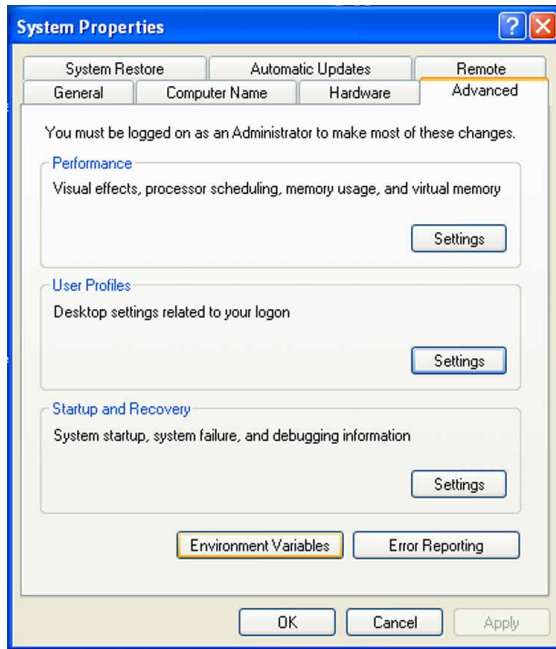 System Properties
System Restore Automatic Updates Remote
General Computer Name Hardware Advanced
You must be logged on as an Administrator to make most of these changes.
Performance
Visual effects, processor scheduling, memory usage, and virtual memory
Settings
User Profiles
Desktop settings related to your logon
Settings
Startup and Recovery
System startup, system failure, and debugging information
Settings
Environment Variables Error Reporting
OK Cancel Apply